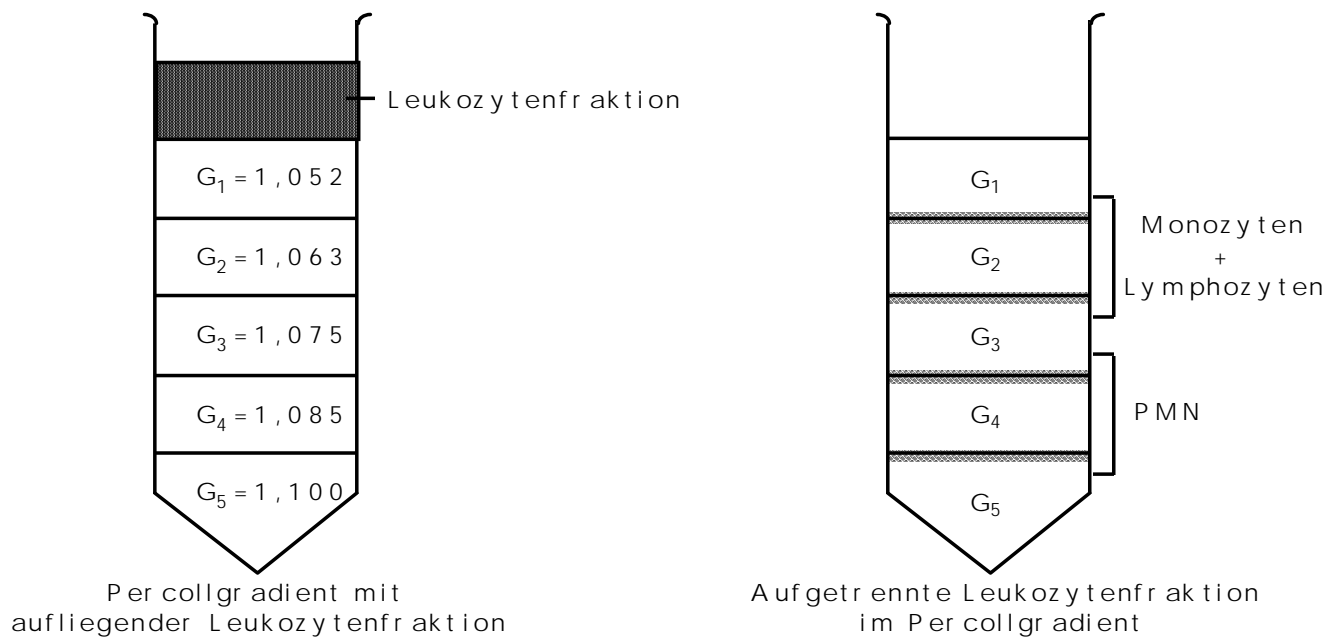 Leukozytenfraktion
G₁ = 1,052
G₂ = 1,063
G₃ = 1,075
G₄ = 1,085
G₅ = 1,100
Percollgradient mit
aufliegender Leukozytenfraktion
G₁
G₂
G₃
G₄
G₅
Monozyten
+
Lymphozyten
PMN
Aufgetrennte Leukozytenfraktion
im Percollgradient